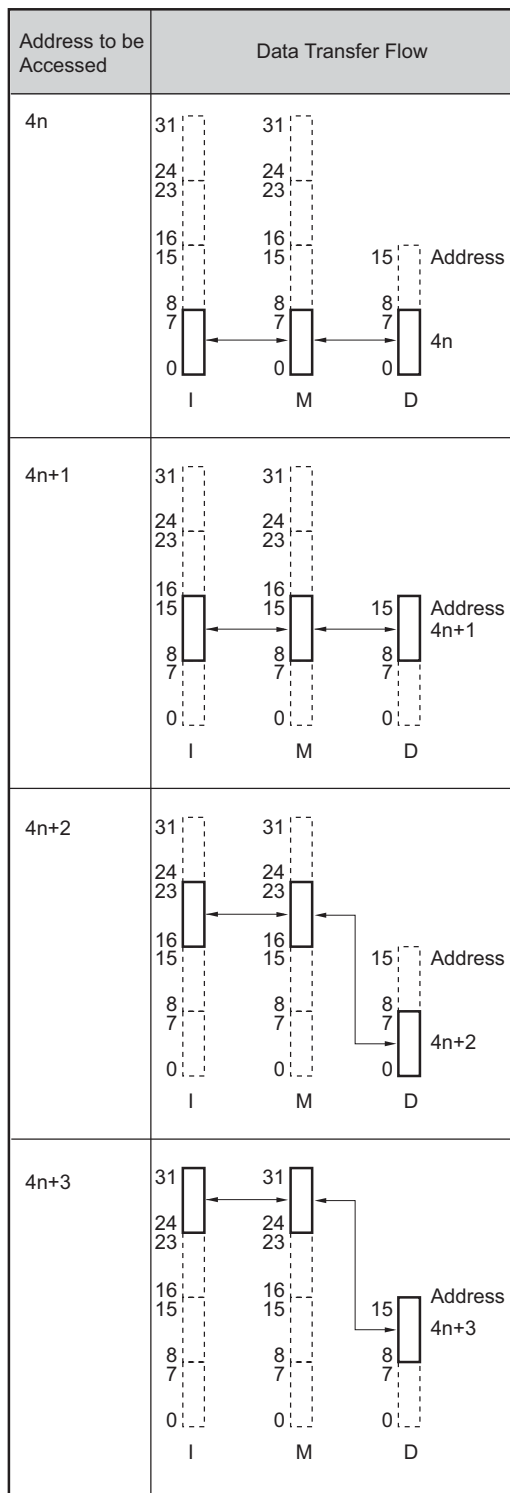 Address to be
Accessed
Data Transfer Flow
4n
31 31
24 24
23 23
16 16
15 15 15 Address
8 8 8
7 7 7
4n
0 0 0
I M D
4n+1
31 31
24 24
23 23
16 16
15 15 15 Address
4n+1
8 8 8
7 7 7
0 0 0
I M D
4n+2
31 31
24 24
23 23
16 16
15 15 15 Address
8 8 8
7 7 7
4n+2
0 0 0
I M D
4n+3
31 31
24 24
23 23
16 16 Address
15 15 15
4n+3
8 8 8
7 7 7
0 0 0
I M D